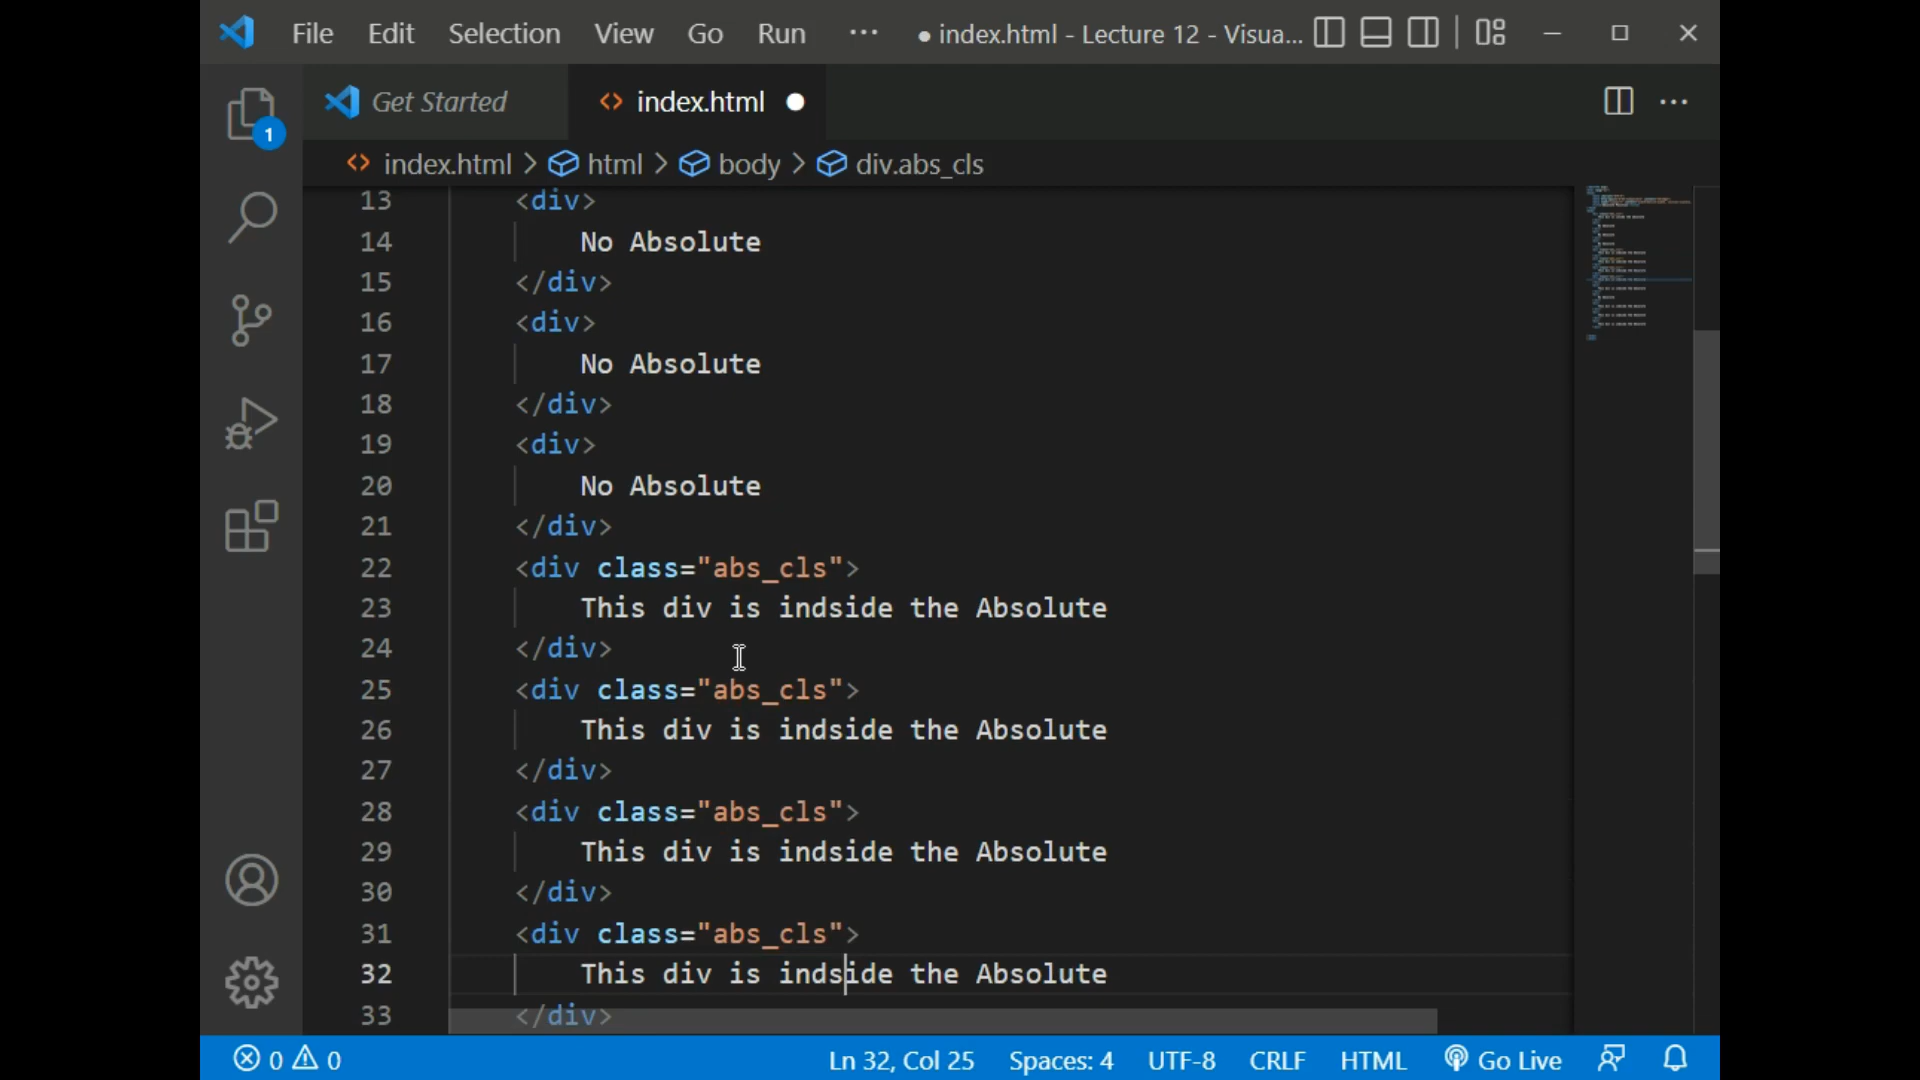 File Edit Selection View Go Run ··· ● index.html - Lecture 12 - Visua...
Get Started <> index.html ●
1
<> index.html > html > body > div.abs_cls
13 <div>
14 No Absolute
15 </div>
16 <div>
17 No Absolute
18 </div>
19 <div>
20 No Absolute
21 </div>
22 <div class="abs_cls">
23 This div is indside the Absolute
24 </div>
25 <div class="abs_cls">
26 This div is indside the Absolute
27 </div>
28 <div class="abs_cls">
29 This div is indside the Absolute
30 </div>
31 <div class="abs_cls">
32 This div is indside the Absolute
33 </div>
0 0 Ln 32, Col 25 Spaces: 4 UTF-8 CRLF HTML Go Live